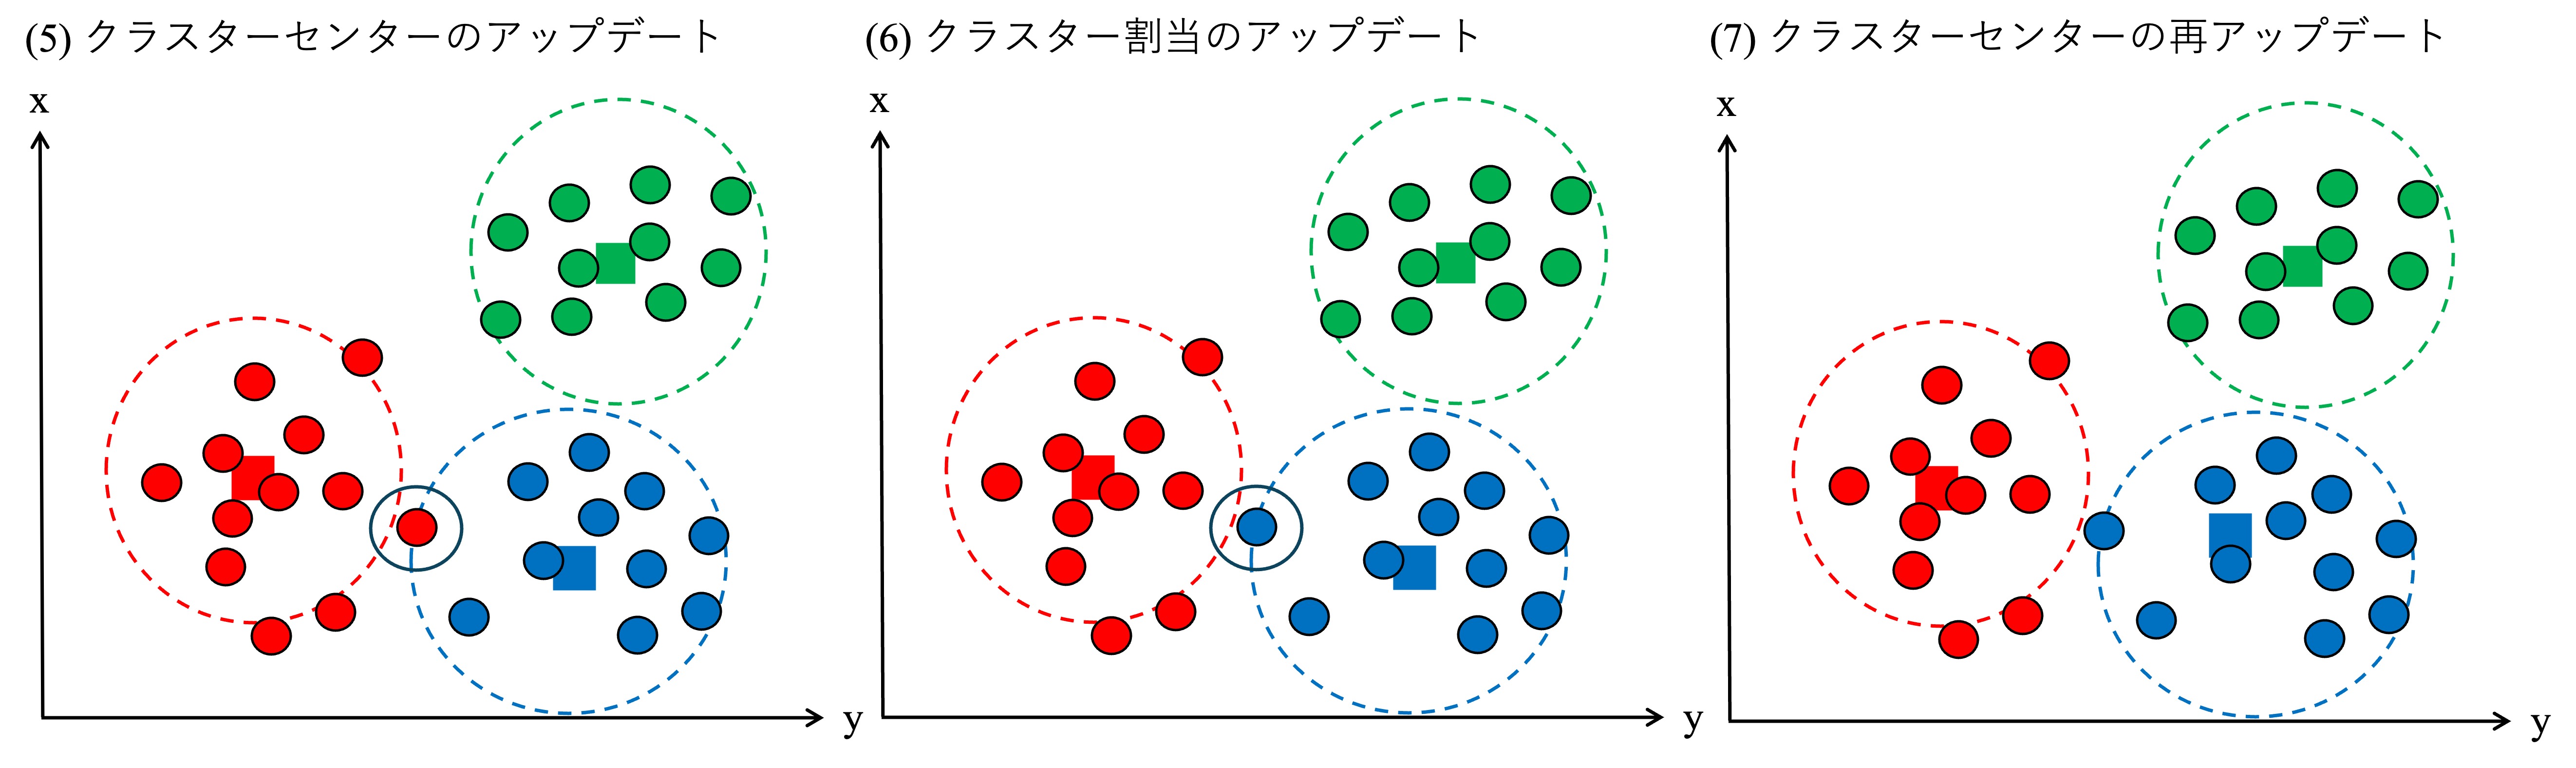 (5) クラスターセンターのアップデート
(6) クラスター割当のアップデート
(7) クラスターセンターの再アップデート
x
x
x
y
y
y